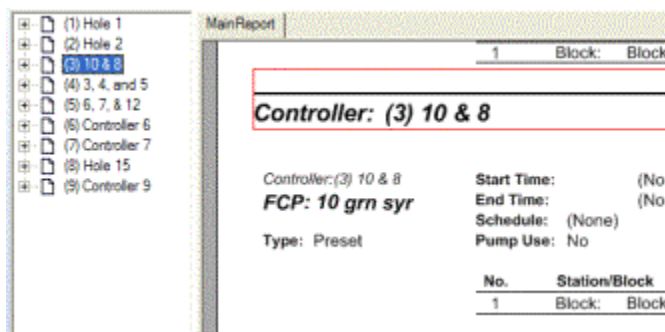 (1) Hole 1
(2) Hole 2
(3) 10 & 8
(4) 3, 4, and 5
(5) 6, 7, & 12
(6) Controller 6
(7) Controller 7
(8) Hole 15
(9) Controller 9
MainReport
1 Block: Block
Controller: (3) 10 & 8
Controller:(3) 10 & 8
FCP: 10 grn syr
Type: Preset
Start Time: (No
End Time: (No
Schedule: (None)
Pump Use: No
No. Station/Block
1 Block: Block